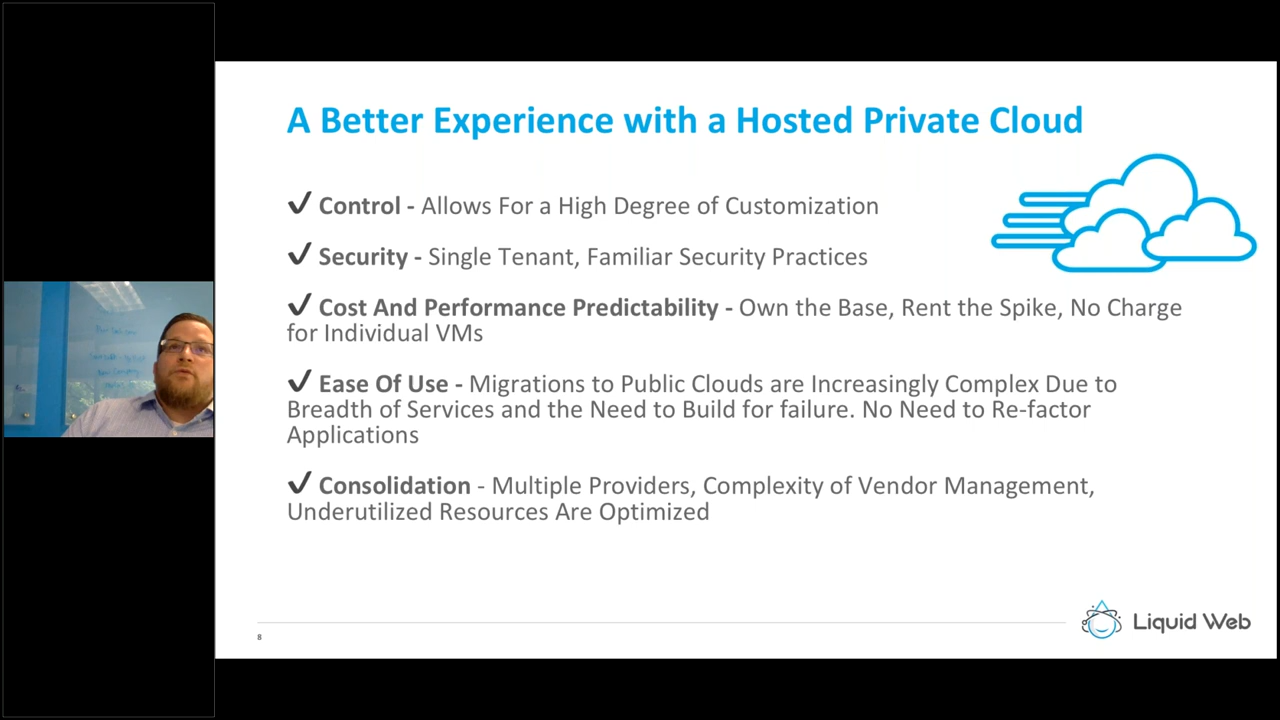 A Better Experience with a Hosted Private Cloud
✔ Control - Allows For a High Degree of Customization
✔ Security - Single Tenant, Familiar Security Practices
✔ Cost And Performance Predictability - Own the Base, Rent the Spike, No Charge
for Individual VMs
✔ Ease Of Use - Migrations to Public Clouds are Increasingly Complex Due to
Breadth of Services and the Need to Build for failure. No Need to Re-factor
Applications
✔ Consolidation - Multiple Providers, Complexity of Vendor Management,
Underutilized Resources Are Optimized
8
Liquid Web